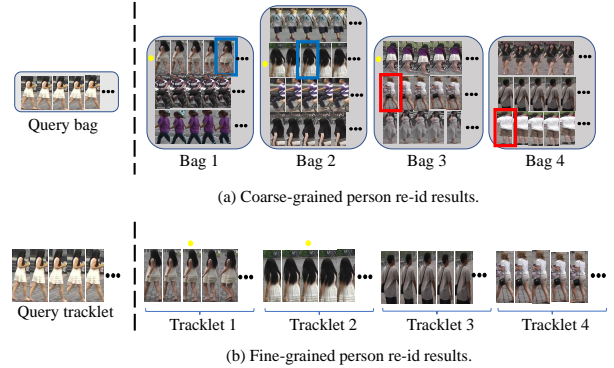 Query bag
Bag 1
Bag 2
Bag 3
Bag 4
(a) Coarse-grained person re-id results.
Query tracklet
Tracklet 1
Tracklet 2
Tracklet 3
Tracklet 4
(b) Fine-grained person re-id results.